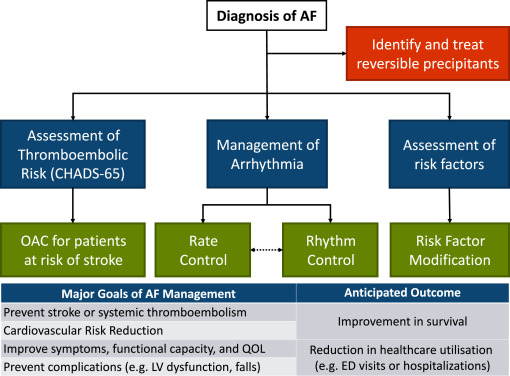 Diagnosis of AF
Identify and treat
reversible precipitants
Assessment of
Thromboembolic
Risk (CHADS-65)
Management of
Arrhythmia
Assessment of
risk factors
OAC for patients
at risk of stroke
Rate
Control
Rhythm
Control
Risk Factor
Modification
Major Goals of AF Management
Anticipated Outcome
Prevent stroke or systemic thromboembolism
Cardiovascular Risk Reduction
Improvement in survival
Improve symptoms, functional capacity, and QOL
Prevent complications (e.g. LV dysfunction, falls)
Reduction in healthcare utilisation
(e.g. ED visits or hospitalizations)